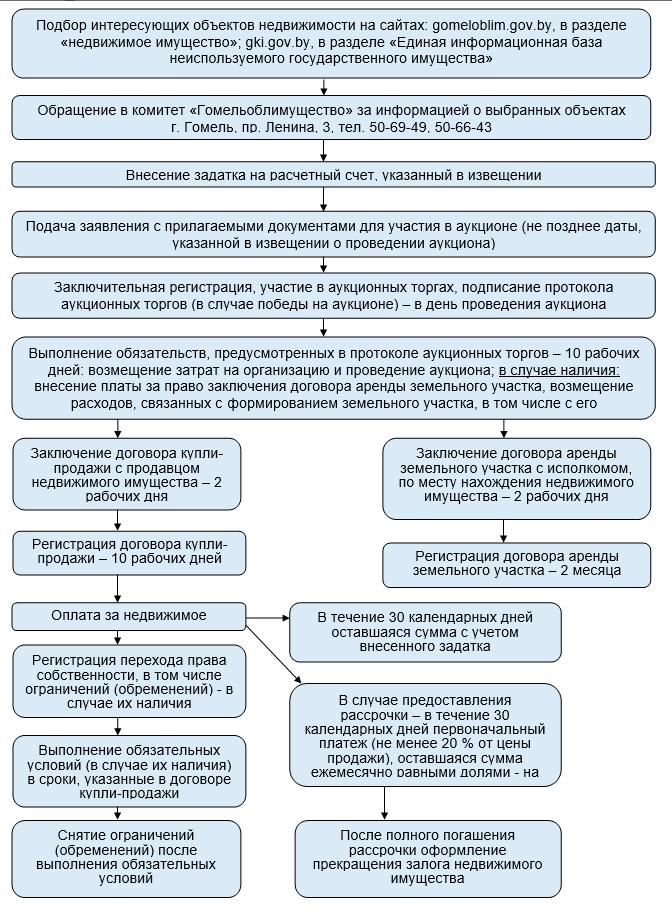 Подбор интересующих объектов недвижимости на сайтах: gomeloblim.gov.by, в разделе
«недвижимое имущество»; gki.gov.by, в разделе «Единая информационная база
неиспользуемого государственного имущества»
Обращение в комитет «Гомельоблимущество» за информацией о выбранных объектах
г. Гомель, пр. Ленина, 3, тел. 50-69-49, 50-66-43
Внесение задатка на расчетный счет, указанный в извещении
Подача заявления с прилагаемыми документами для участия в аукционе (не позднее даты,
указанной в извещении о проведении аукциона)
Заключительная регистрация, участие в аукционных торгах, подписание протокола
аукционных торгов (в случае победы на аукционе) – в день проведения аукциона
Выполнение обязательств, предусмотренных в протоколе аукционных торгов – 10 рабочих
дней: возмещение затрат на организацию и проведение аукциона; в случае наличия:
внесение платы за право заключения договора аренды земельного участка, возмещение
расходов, связанных с формированием земельного участка, в том числе с его
Заключение договора купли-
продажи с продавцом
недвижимого имущества – 2
рабочих дня
Заключение договора аренды
земельного участка с исполкомом,
по месту нахождения недвижимого
имущества – 2 рабочих дня
Регистрация договора купли-
продажи – 10 рабочих дней
Регистрация договора аренды
земельного участка – 2 месяца
Оплата за недвижимое
В течение 30 календарных дней
оставшаяся сумма с учетом
внесенного задатка
Регистрация перехода права
собственности, в том числе
ограничений (обременений) - в
случае их наличия
В случае предоставления
рассрочки – в течение 30
календарных дней первоначальный
платеж (не менее 20 % от цены
продажи), оставшаяся сумма
ежемесячно равными долями - на
Выполнение обязательных
условий (в случае их наличия)
в сроки, указанные в договоре
купли-продажи
Снятие ограничений
(обременений) после
выполнения обязательных
условий
После полного погашения
рассрочки оформление
прекращения залога недвижимого
имущества